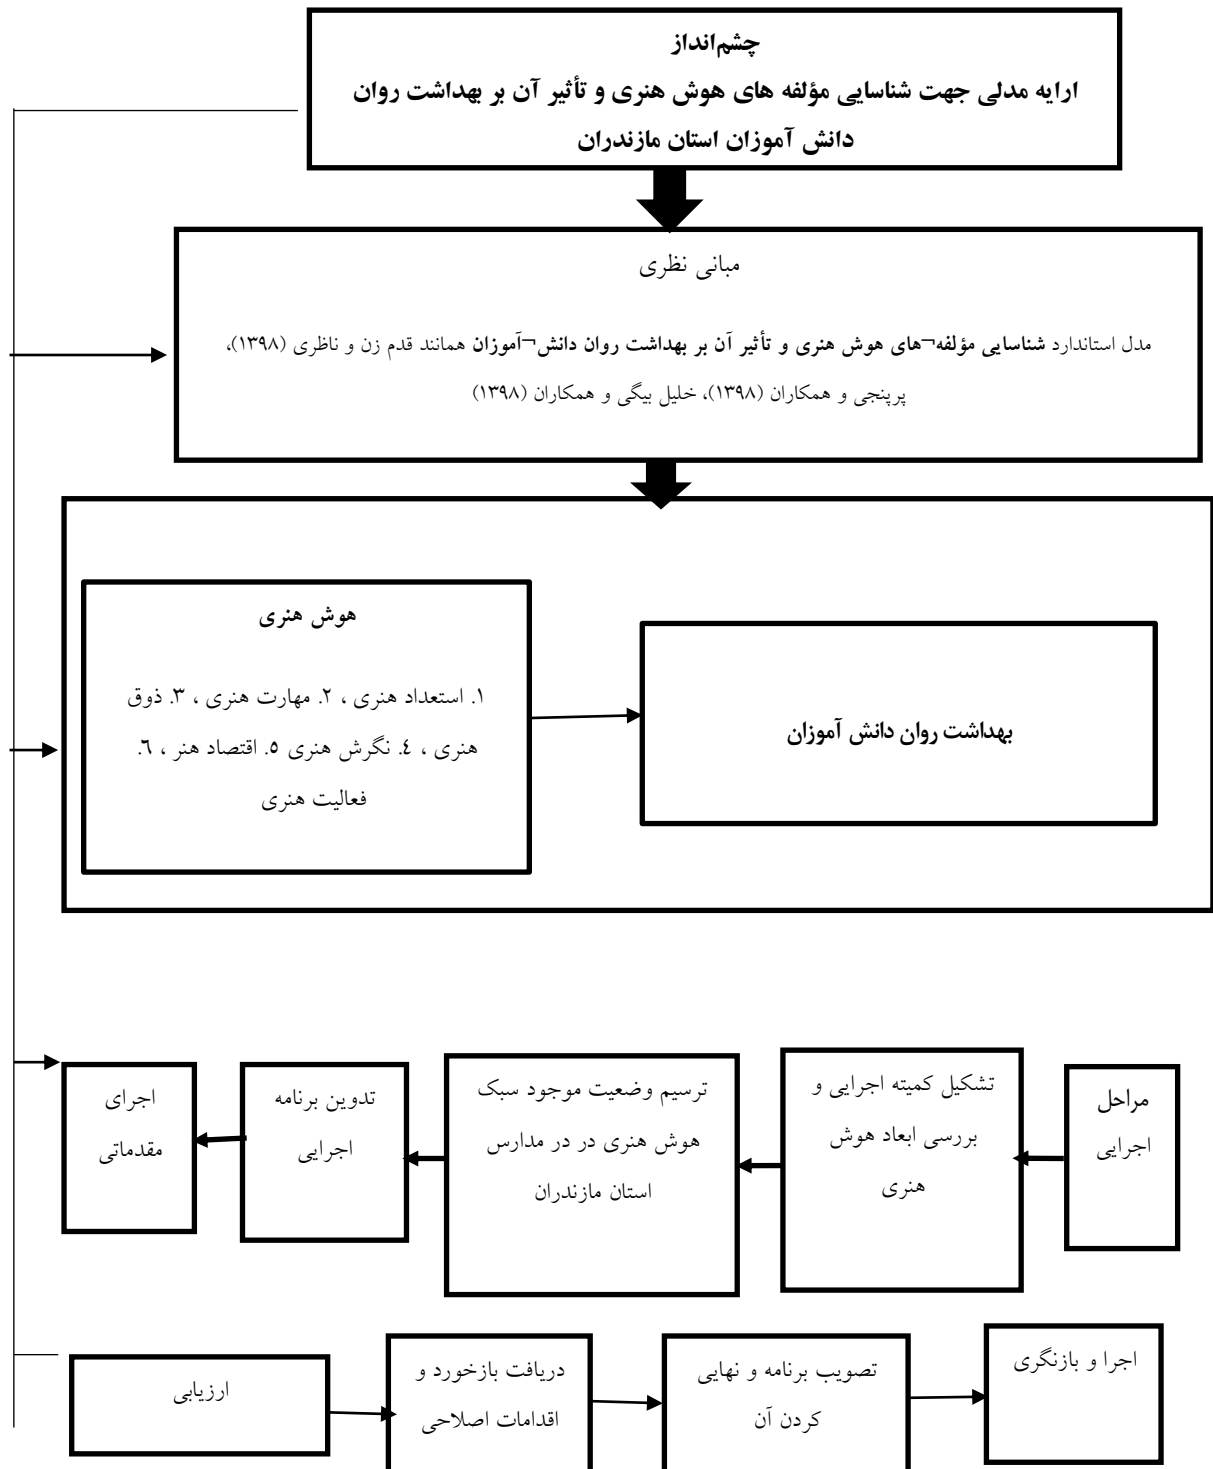 چشم‌انداز
ارایه مدلی جهت شناسایی مؤلفه های هوش هنری و تأثیر آن بر بهداشت روان
دانش آموزان استان مازندران
مبانی نظری
مدل استاندارد شناسایی مؤلفه¬های هوش هنری و تأثیر آن بر بهداشت روان دانش¬آموزان همانند قدم زن و ناظری (۱۳۹۸)،
پرپنجی و همکاران (۱۳۹۸)، خلیل بیگی و همکاران (۱۳۹۸)
هوش هنری
۱. استعداد هنری ، ۲. مهارت هنری ، ۳. ذوق
هنری ، ٤. نگرش هنری ٥. اقتصاد هنر ، ٦.
فعالیت هنری
بهداشت روان دانش آموزان
مراحل
اجرایی
تشکیل کمیته اجرایی و
بررسی ابعاد هوش
هنری
ترسیم وضعیت موجود سبک
هوش هنری در در مدارس
استان مازندران
تدوین برنامه
اجرایی
اجرای
مقدماتی
ارزیابی
دریافت بازخورد و
اقدامات اصلاحی
تصویب برنامه و نهایی
کردن آن
اجرا و بازنگری